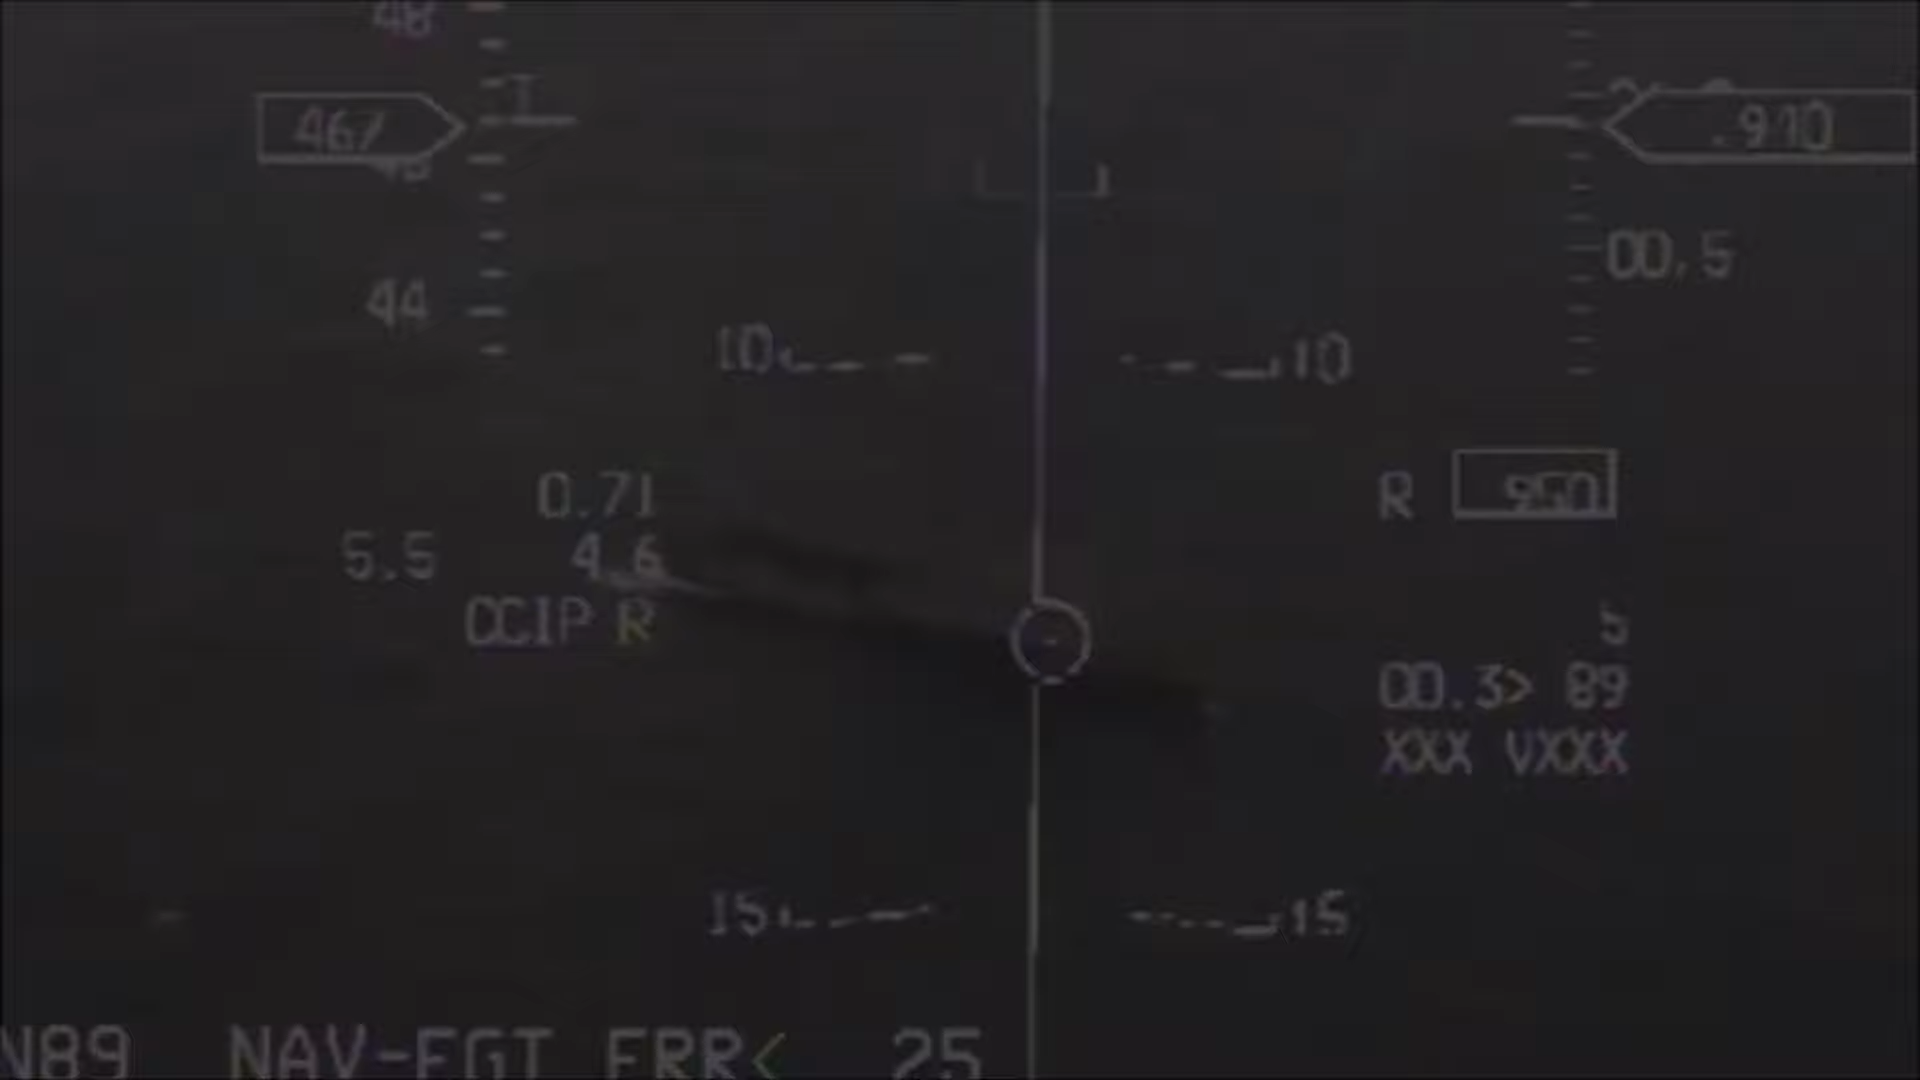 48
467
.910
00.5
44
10 10
0.71
R 950
5.5 4.6
CCIP R
5
00.3> 89
XXX VXXX
15 15
N89 NAV-EGI ERR< 25